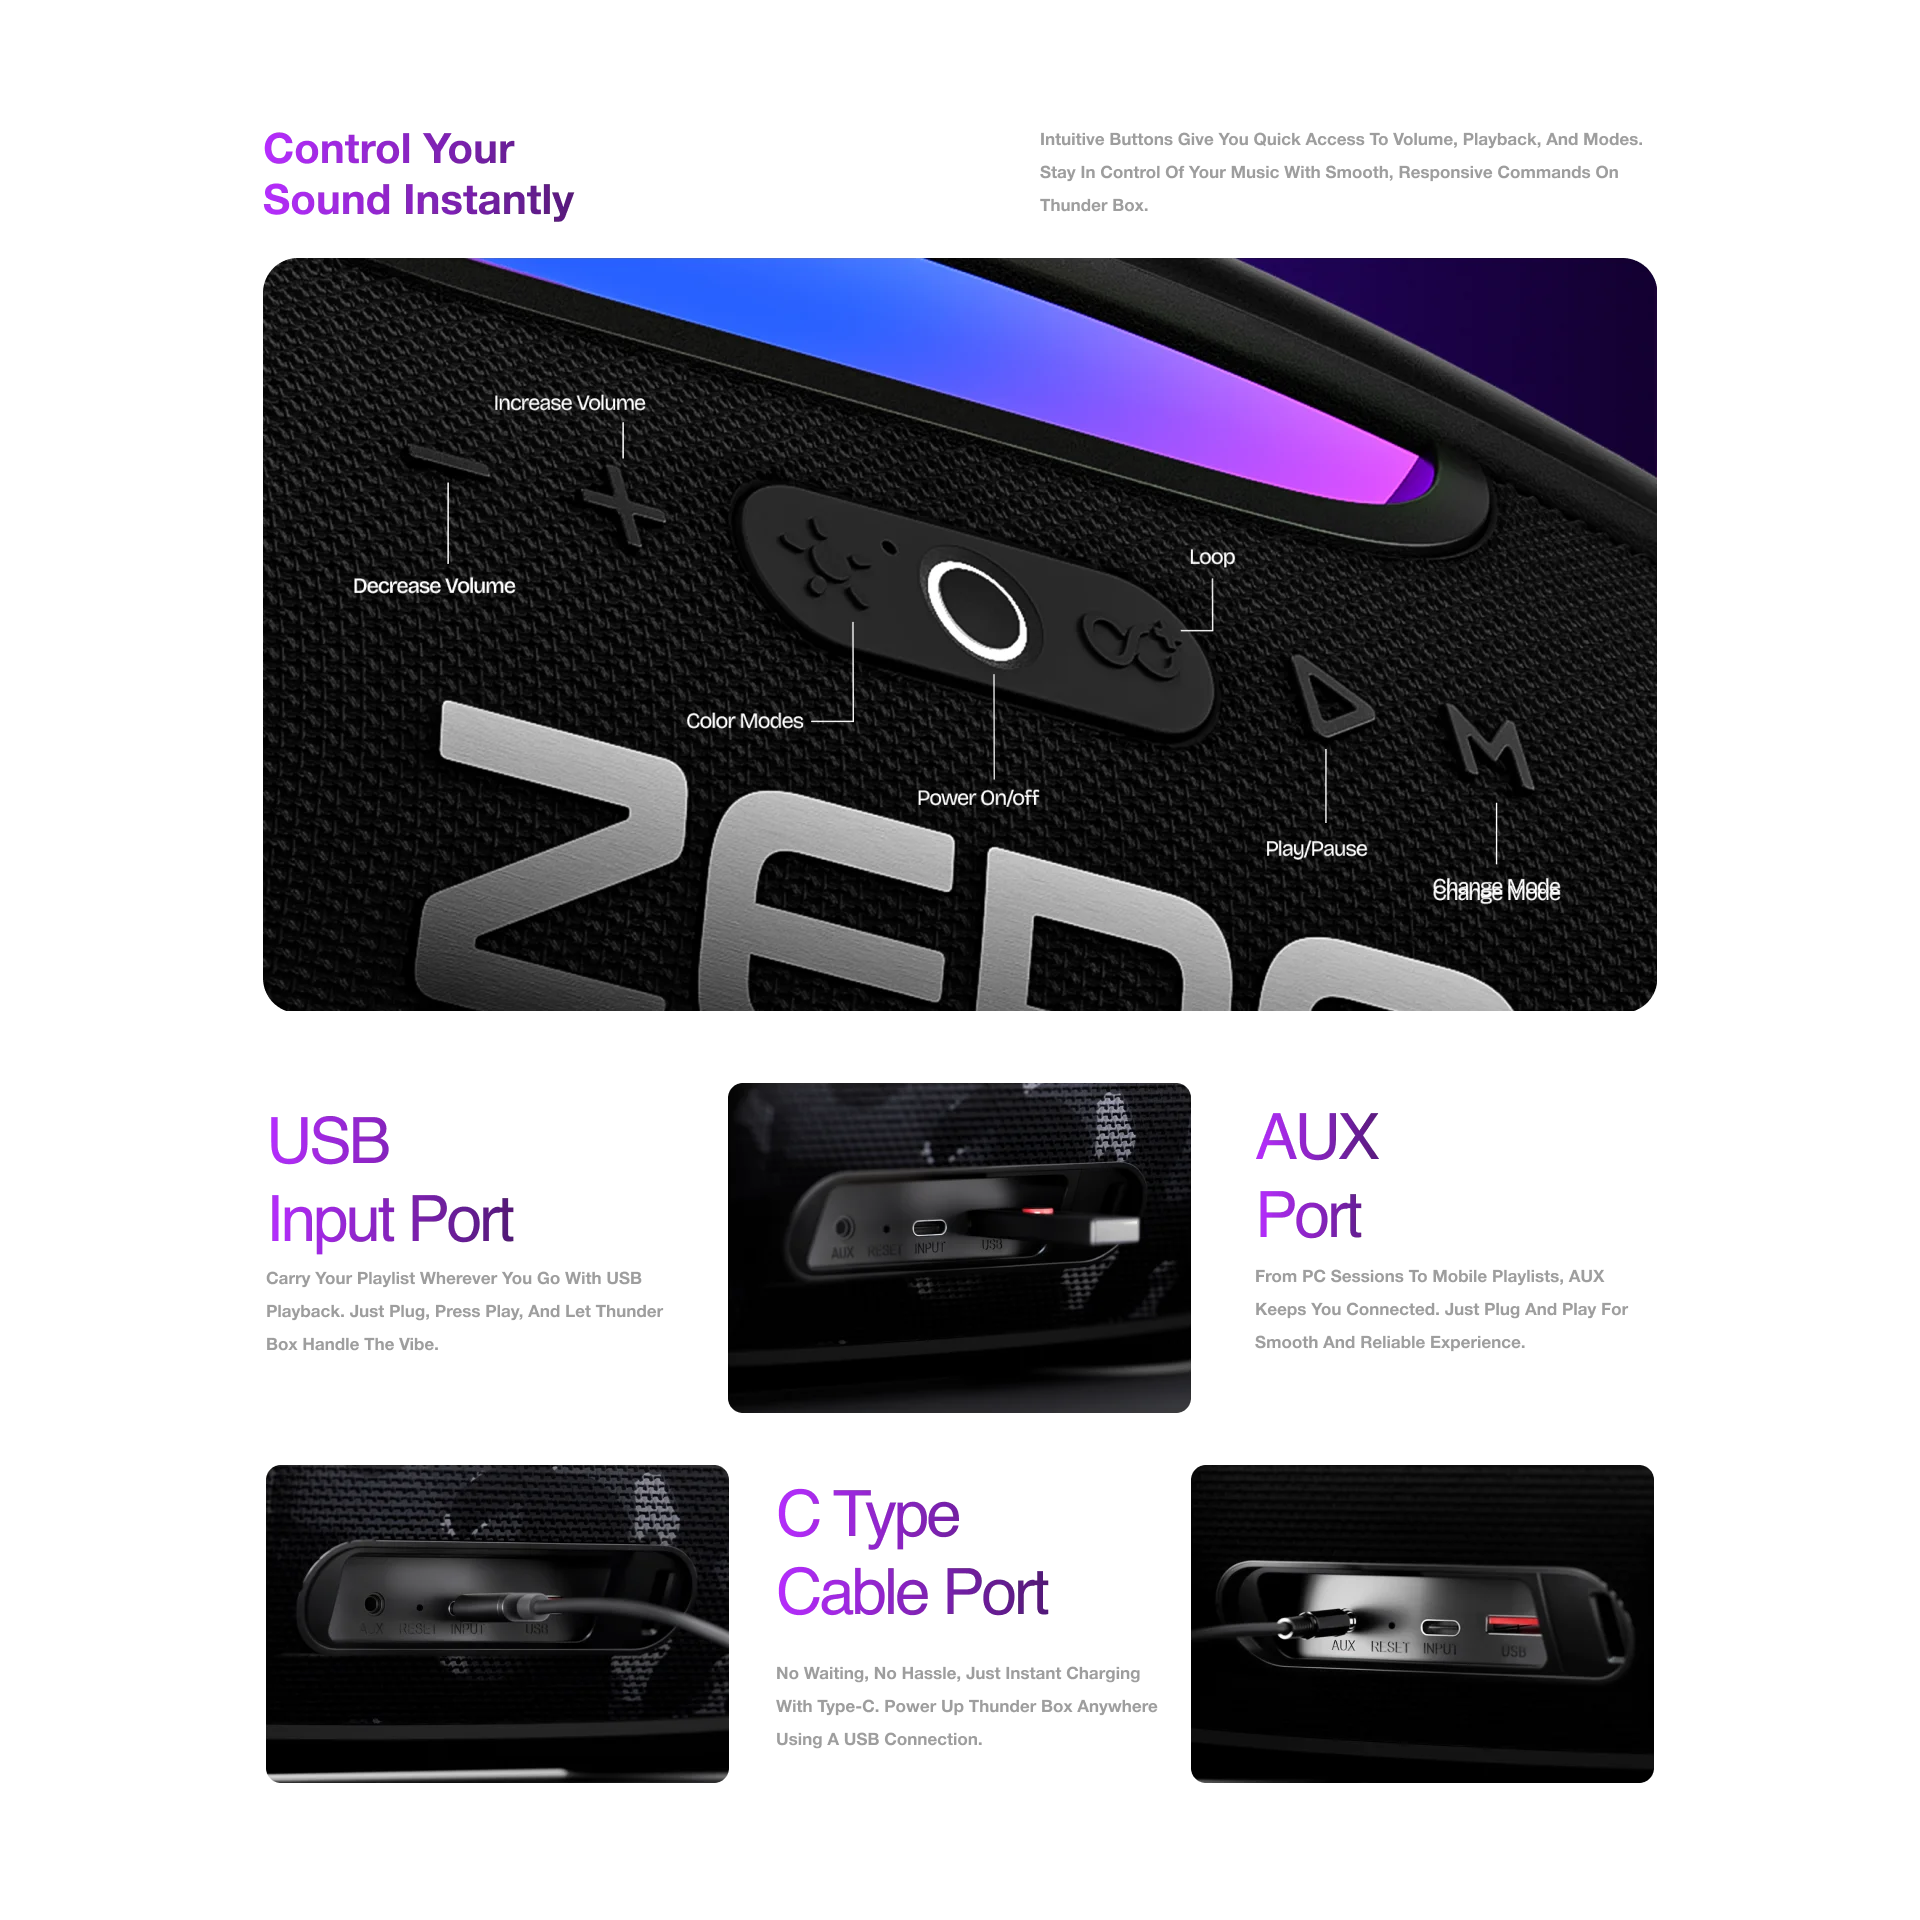 Control Your
Sound Instantly
Intuitive Buttons Give You Quick Access To Volume, Playback, And Modes.
Stay In Control Of Your Music With Smooth, Responsive Commands On
Thunder Box.
Increase Volume
Decrease Volume
Loop
Color Modes
Power On/off
Play/Pause
M
Change Mode
Change Mode
USB
Input Port
Carry Your Playlist Wherever You Go With USB
Playback. Just Plug, Press Play, And Let Thunder
Box Handle The Vibe.
AUX RESET INPUT USB
AUX
Port
From PC Sessions To Mobile Playlists, AUX
Keeps You Connected. Just Plug And Play For
Smooth And Reliable Experience.
AUX RESET INPUT USB
C Type
Cable Port
No Waiting, No Hassle, Just Instant Charging
With Type-C. Power Up Thunder Box Anywhere
Using A USB Connection.
AUX RESET INPUT USB